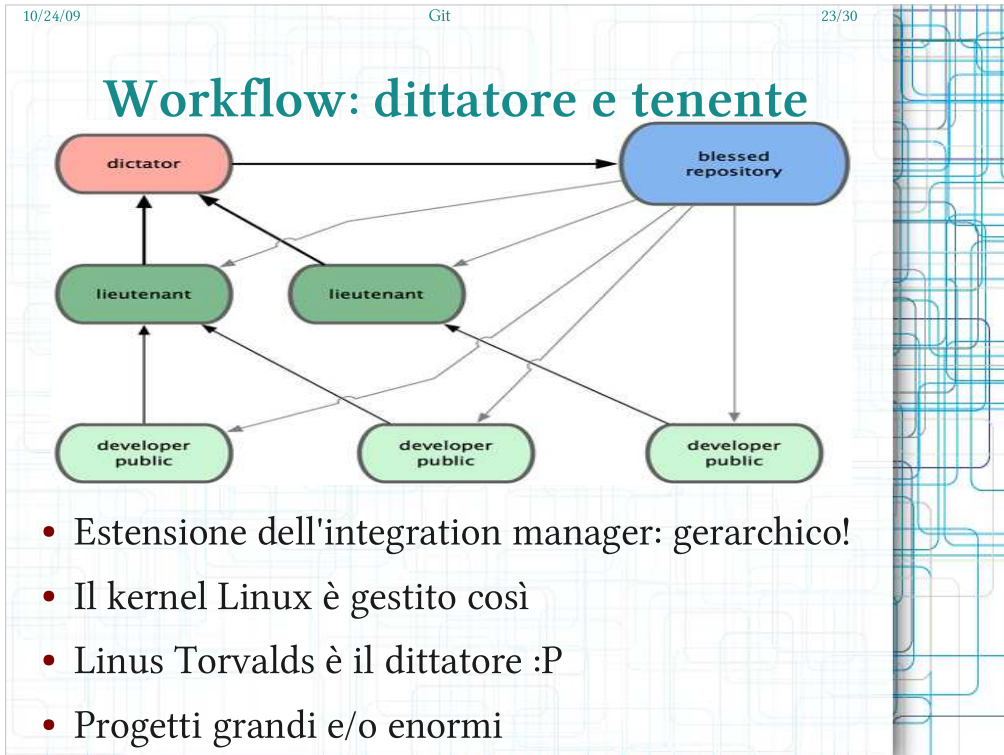 10/24/09 Git 23/30
Workflow: dittatore e tenente
dictator
blessed
repository
lieutenant
lieutenant
developer
public
developer
public
developer
public
• Estensione dell'integration manager: gerarchico!
• Il kernel Linux è gestito così
• Linus Torvalds è il dittatore :P
• Progetti grandi e/o enormi